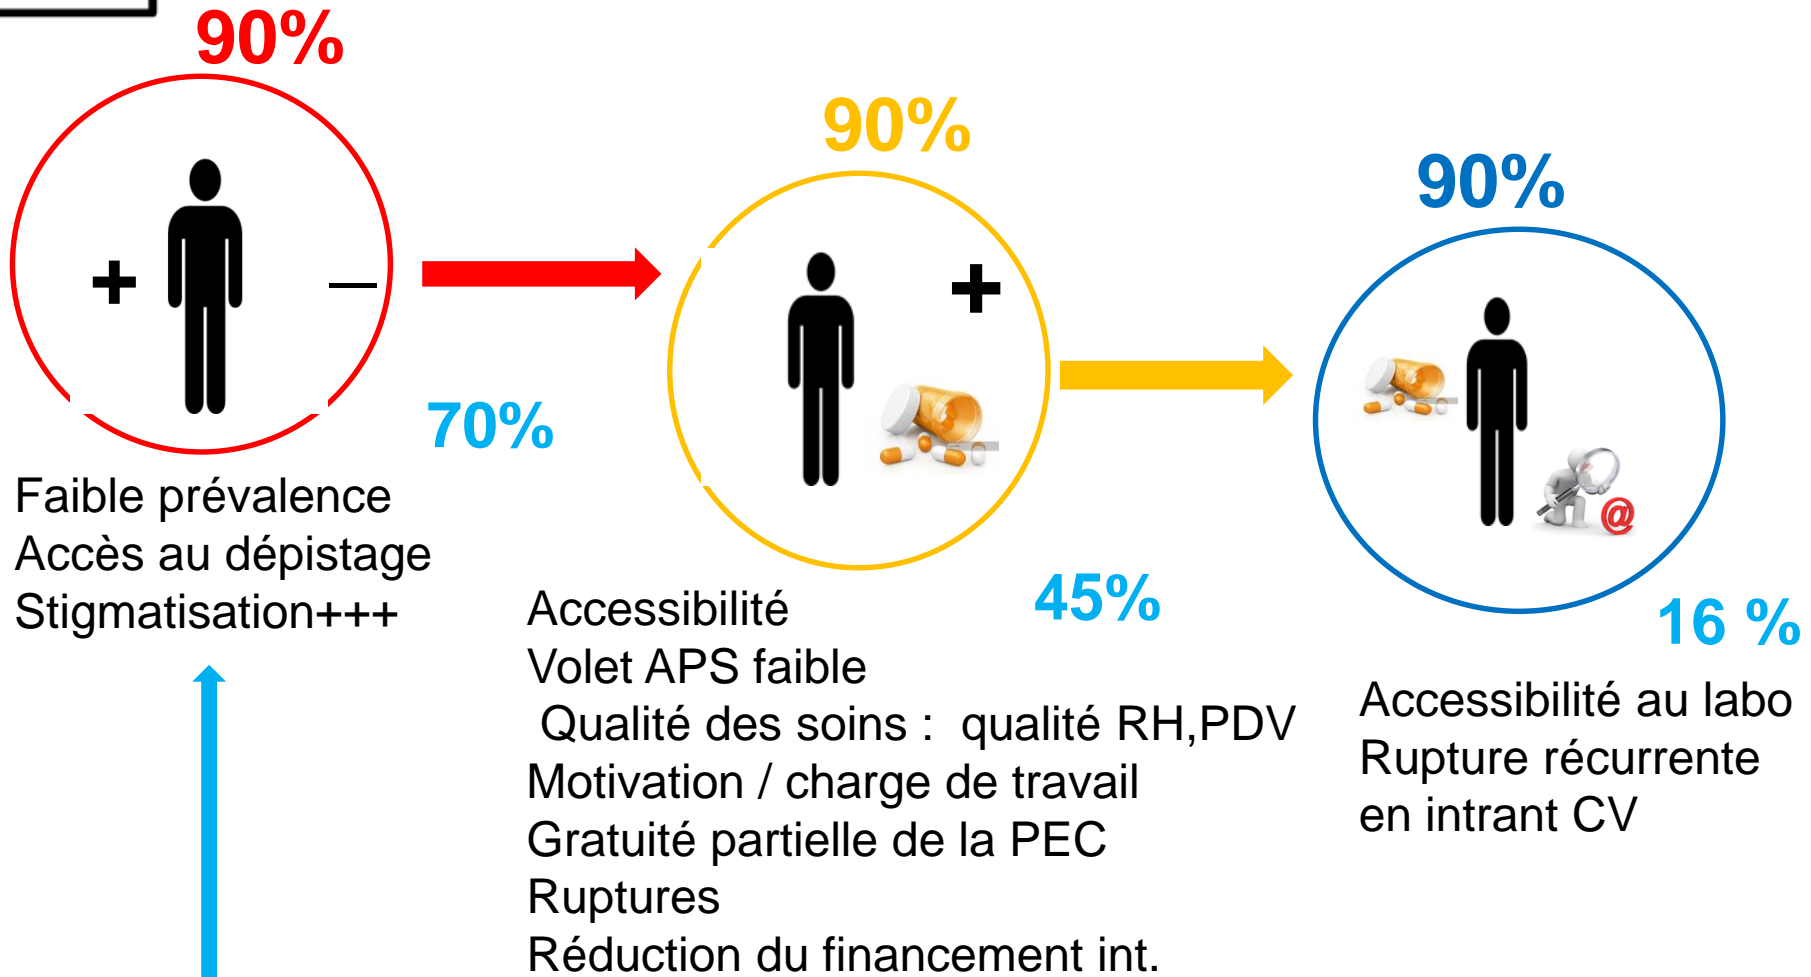 90%
+
—
70%
Faible prévalence
Accès au dépistage
Stigmatisation+++
90%
+
45%
Accessibilité
Volet APS faible
Qualité des soins : qualité RH,PDV
Motivation / charge de travail
Gratuité partielle de la PEC
Ruptures
Réduction du financement int.
90%
@
16 %
Accessibilité au labo
Rupture récurrente
en intrant CV